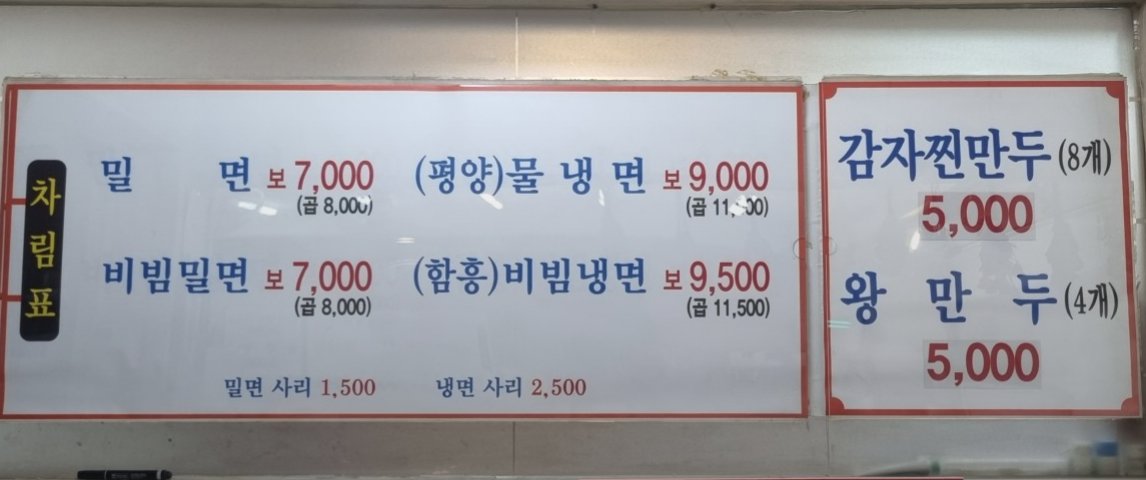 차림표
밀면 보 7,000
(곱 8,000)
비빔밀면 보 7,000
(곱 8,000)
밀면 사리 1,500
(평양)물냉면 보 9,000
(곱
(함흥)비빔냉면 보 9,500
(곱 11,500)
냉면 사리 2,500
감자찐만두(8개)
5,000
왕만두(4개)
5,000